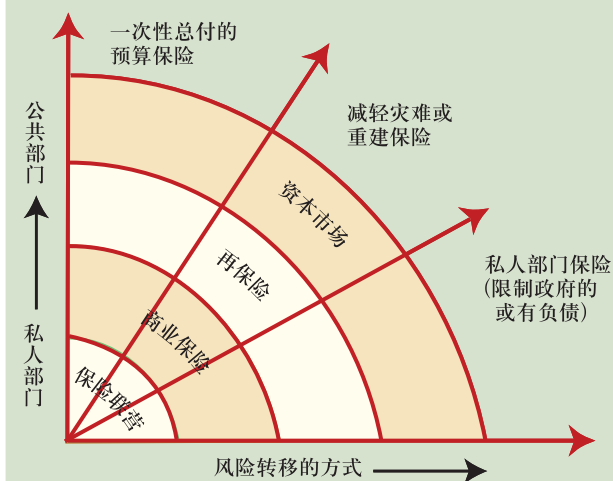 一次性总付的
预算保险
减轻灾难或
重建保险
公共部门
资本市场
再保险
私人部门保险
(限制政府的
或有负债)
商业保险
私人部门
保险联营
风险转移的方式